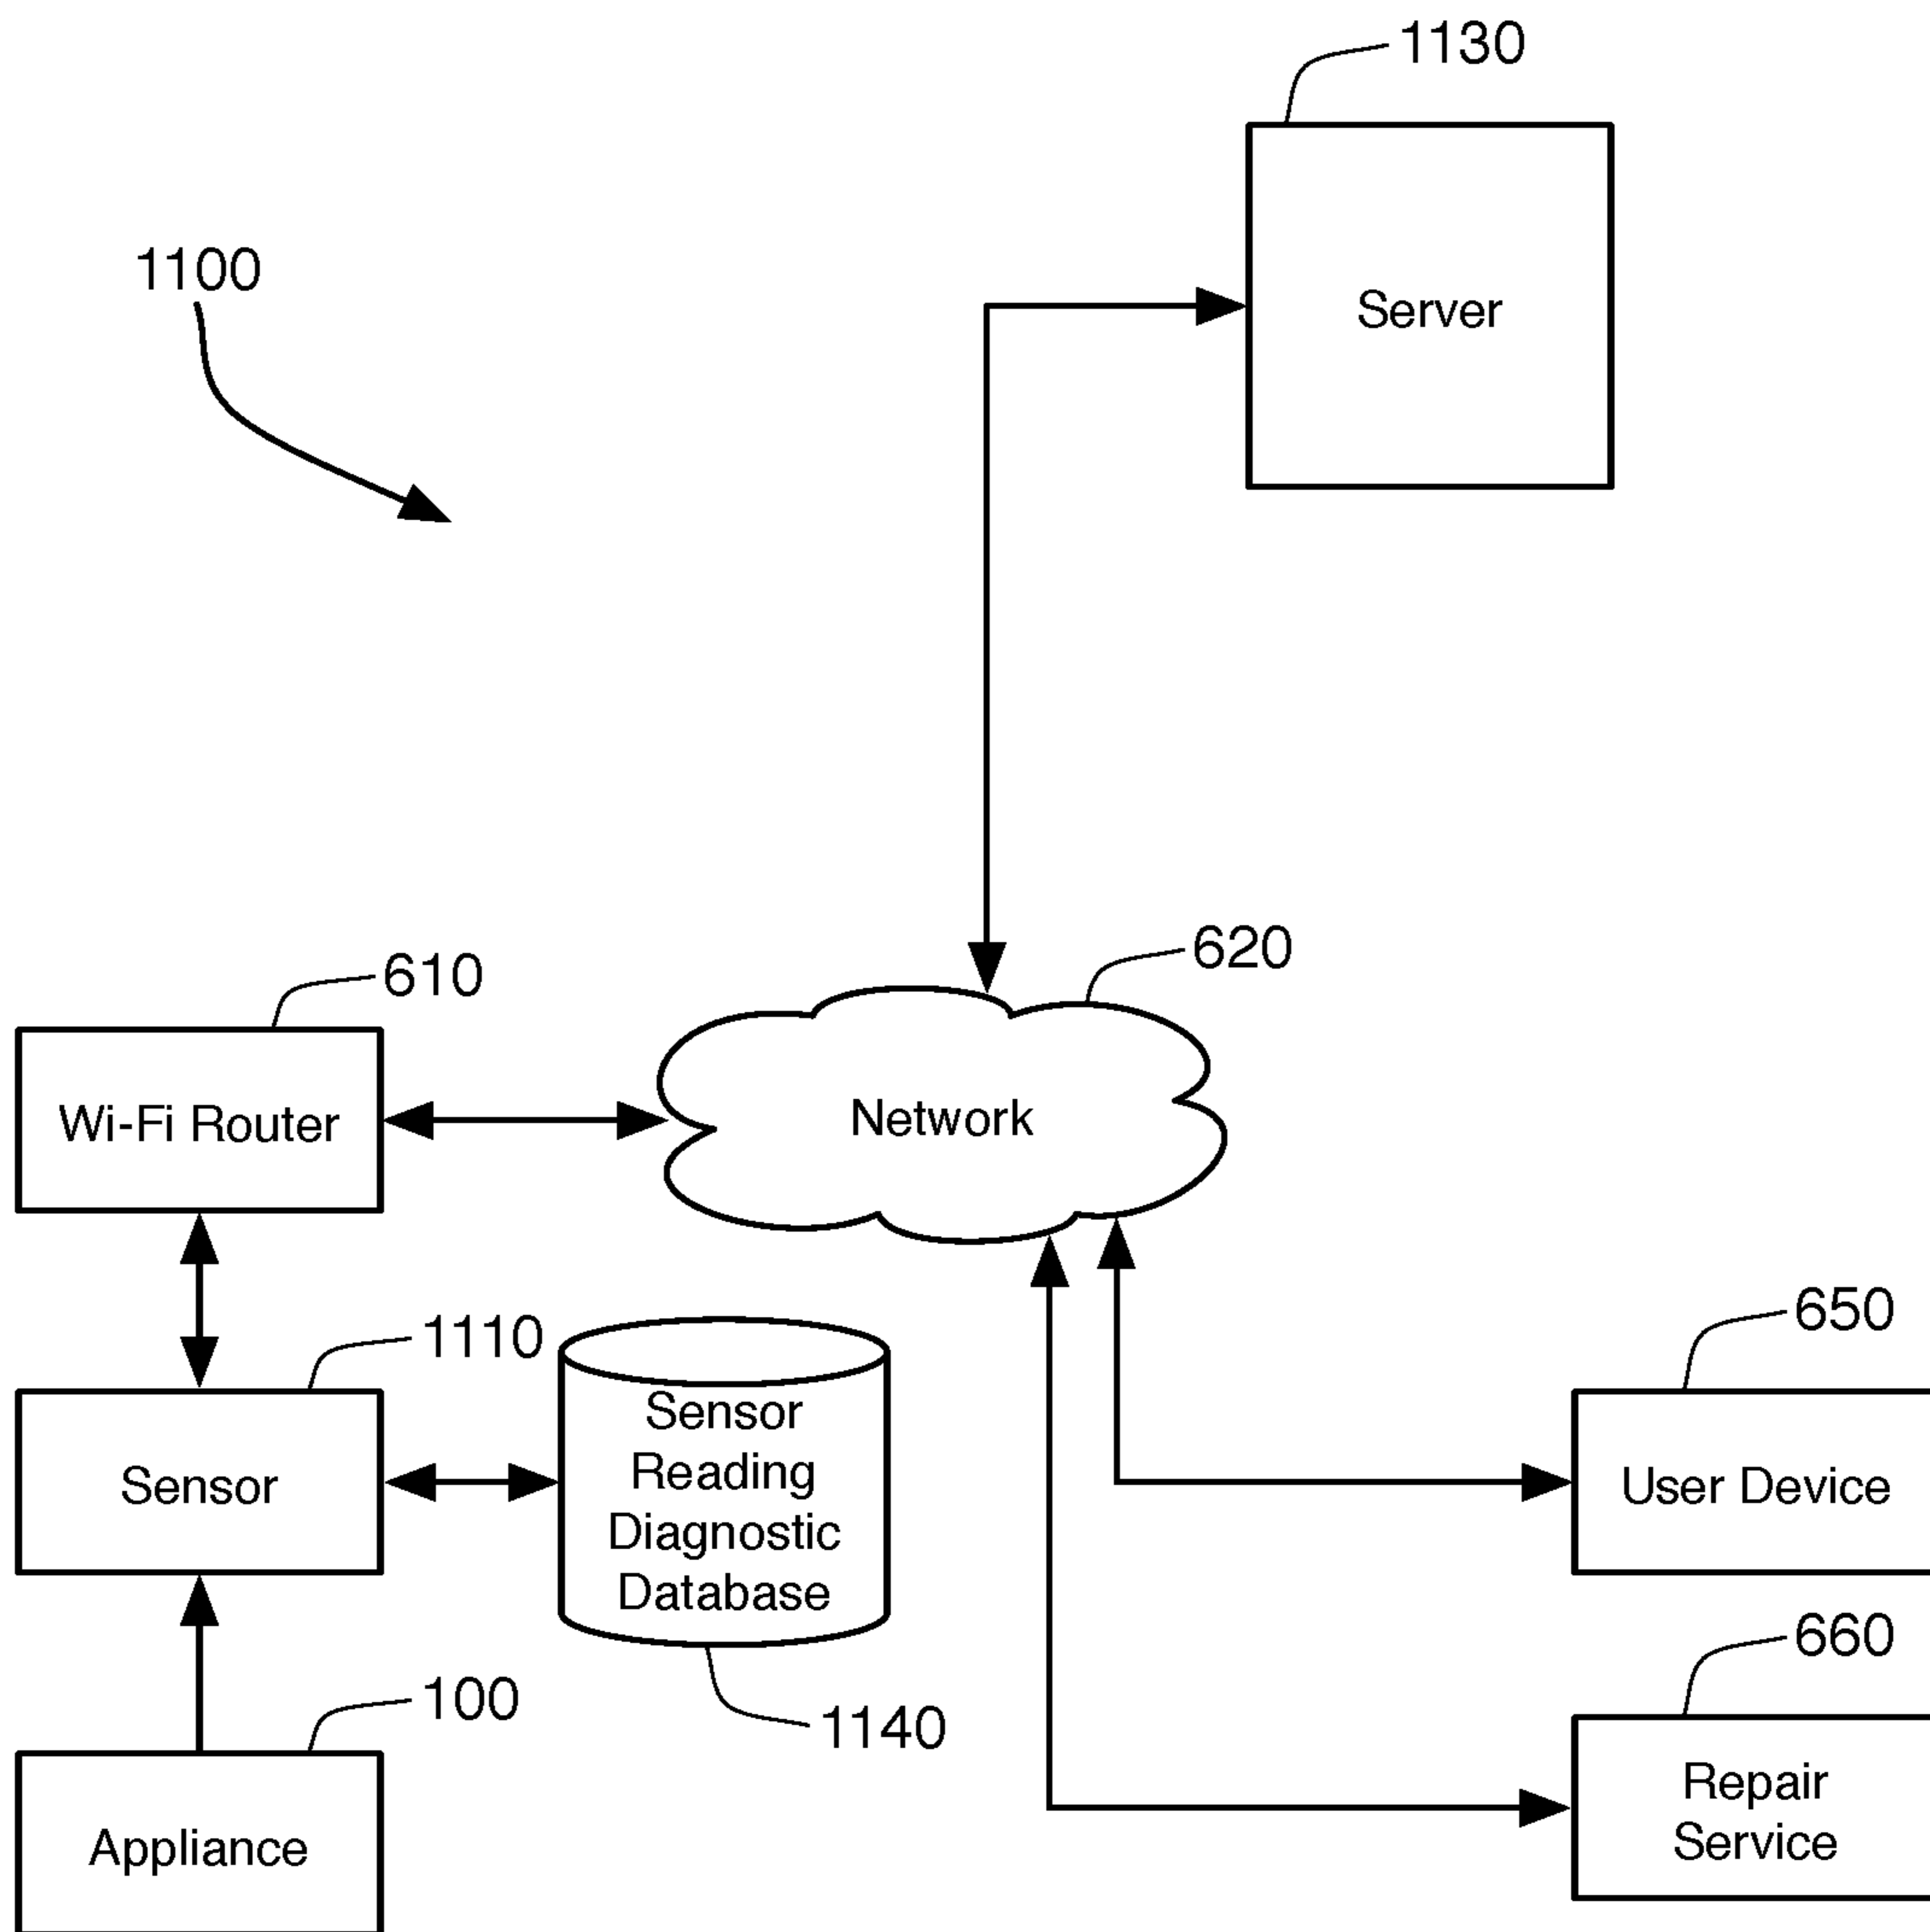 1130
Server
1100
620
610
Wi-Fi Router
Network
1110
650
Sensor
Sensor
Reading
Diagnostic
Database
User Device
660
100
1140
Repair
Service
Appliance